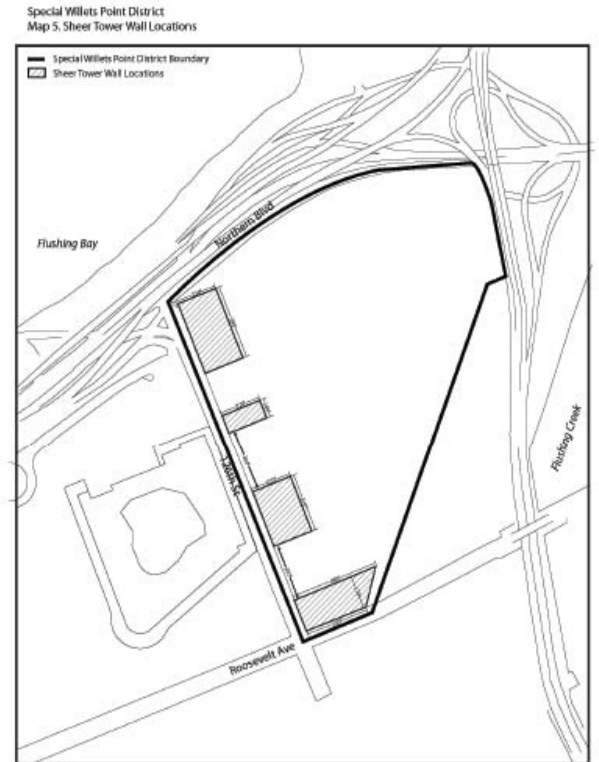 Special Willets Point District
Map 5. Sheer Tower Wall Locations
Special Willets Point District Boundary
Sheer Tower Wall Locations
Northern Blvd
Flushing Bay
Flushing Creek
126th St
Roosevelt Ave